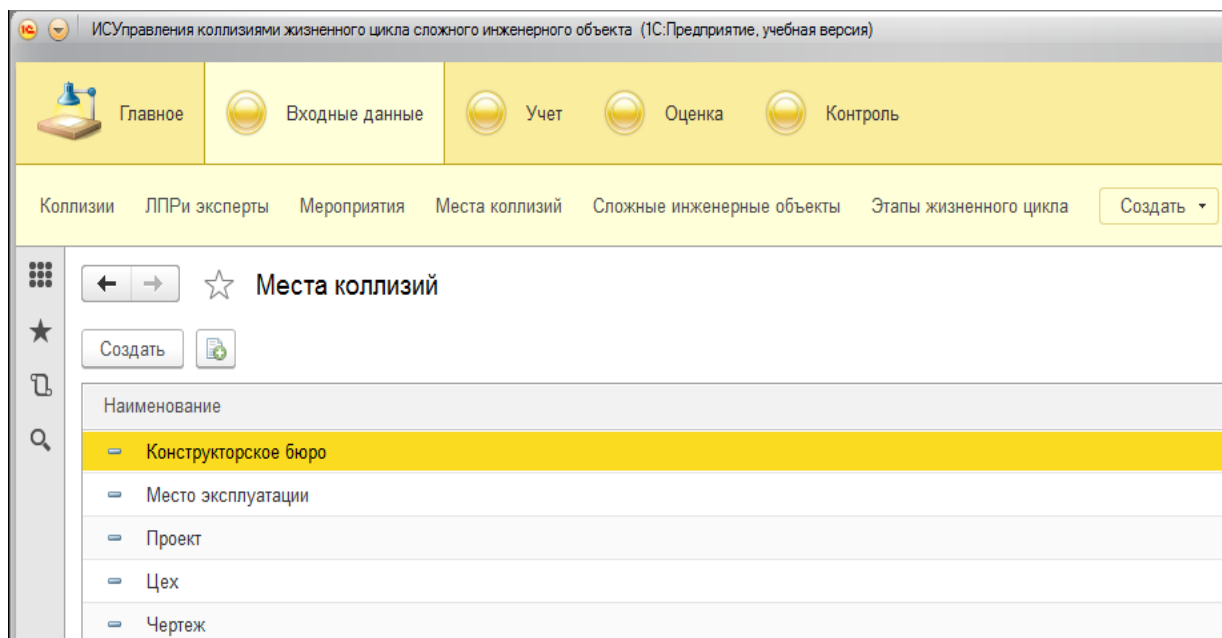 1С ИСУправления коллизиями жизненного цикла сложного инженерного объекта (1С:Предприятие, учебная версия)
Главное Входные данные Учет Оценка Контроль
Коллизии ЛПРи эксперты Мероприятия Места коллизий Сложные инженерные объекты Этапы жизненного цикла Создать
Места коллизий
Создать
Наименование
Конструкторское бюро
Место эксплуатации
Проект
Цех
Чертеж